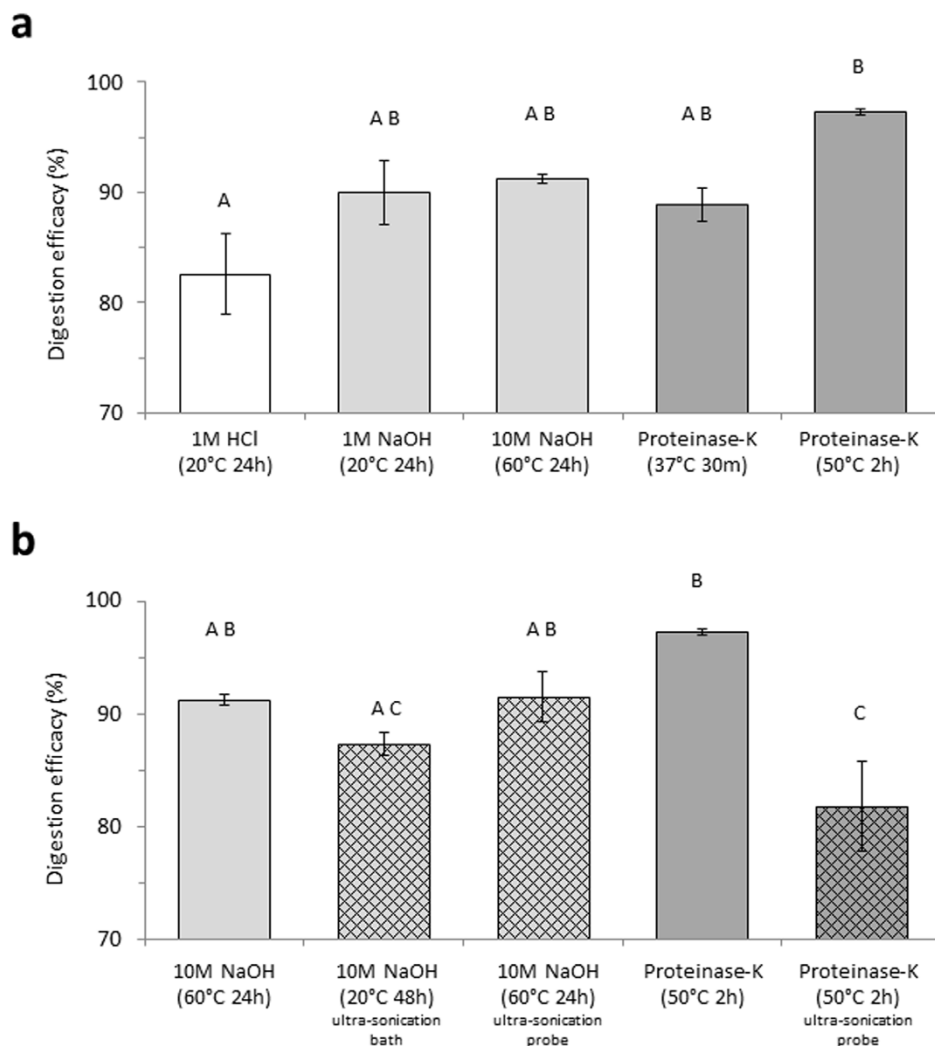 a
Digestion efficacy (%)
100
90
80
70
A
A B
A B
A B
B
1M HCl
(20°C 24h)
1M NaOH
(20°C 24h)
10M NaOH
(60°C 24h)
Proteinase-K
(37°C 30m)
Proteinase-K
(50°C 2h)
b
Digestion efficacy (%)
100
90
80
70
A B
A C
A B
B
C
10M NaOH
(60°C 24h)
10M NaOH
(20°C 48h)
ultra-sonication
bath
10M NaOH
(60°C 24h)
ultra-sonication
probe
Proteinase-K
(50°C 2h)
Proteinase-K
(50°C 2h)
ultra-sonication
probe